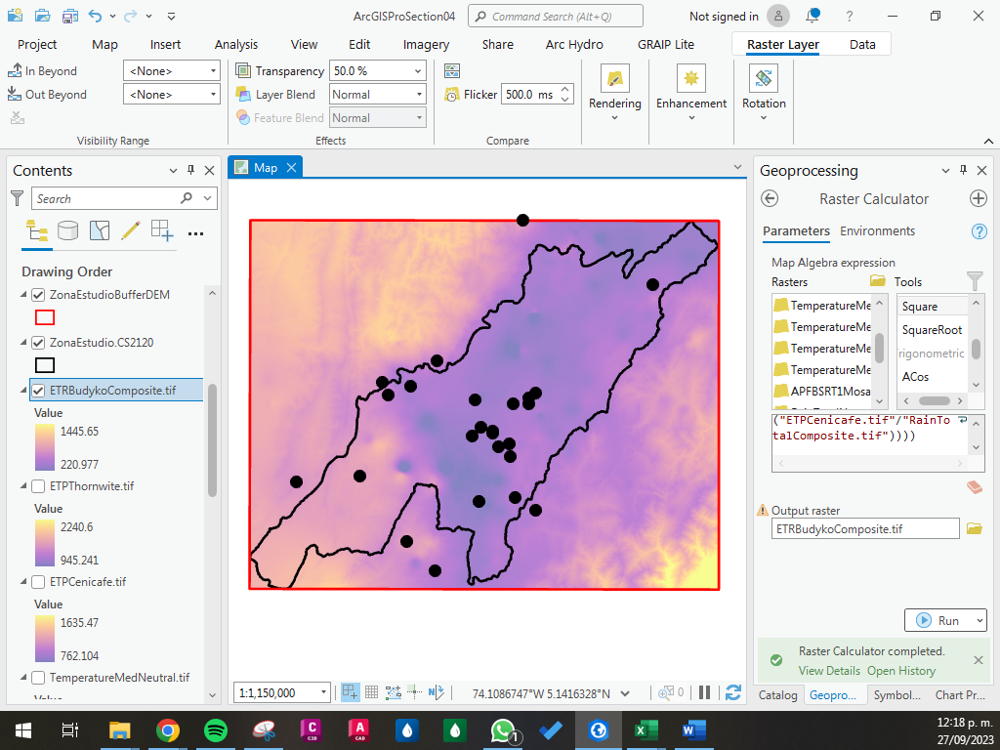 ArcGISProSection04
Command Search (Alt+Q)
Not signed in
?
Project
Map
Insert
Analysis
View
Edit
Imagery
Share
Arc Hydro
GRAIP Lite
Raster Layer
Data
In Beyond
<None>
Out Beyond
<None>
Visibility Range
Transparency
50.0 %
Layer Blend
Normal
Feature Blend
Normal
Effects
Flicker
500.0 ms
Compare
Rendering
Enhancement
Rotation
Contents
Search
Drawing Order
ZonaEstudioBufferDEM
ZonaEstudio.CS2120
ETRBudykoComposite.tif
Value
1445.65
220.977
ETPThornwite.tif
Value
2240.6
945.241
ETPCenicafe.tif
Value
1635.47
762.104
TemperatureMedNeutral.tif
Map
1:1,150,000
74.1086747°W 5.1416328°N
0
Geoprocessing
Raster Calculator
Parameters
Environments
?
Map Algebra expression
Rasters
Tools
TemperatureMe
TemperatureMe
TemperatureMe
TemperatureMe
APFBSRT1Mosa
Square
SquareRoot
rigonometric
ACos
("ETPCenicafe.tif"/"RainTo
talComposite.tif"))))
Output raster
ETRBudykoComposite.tif
Run
Raster Calculator completed.
View Details Open History
Catalog
Geopro...
Symbol...
Chart Pr...
C
C3D
A
CAD
1
12:18 p. m.
27/09/2023